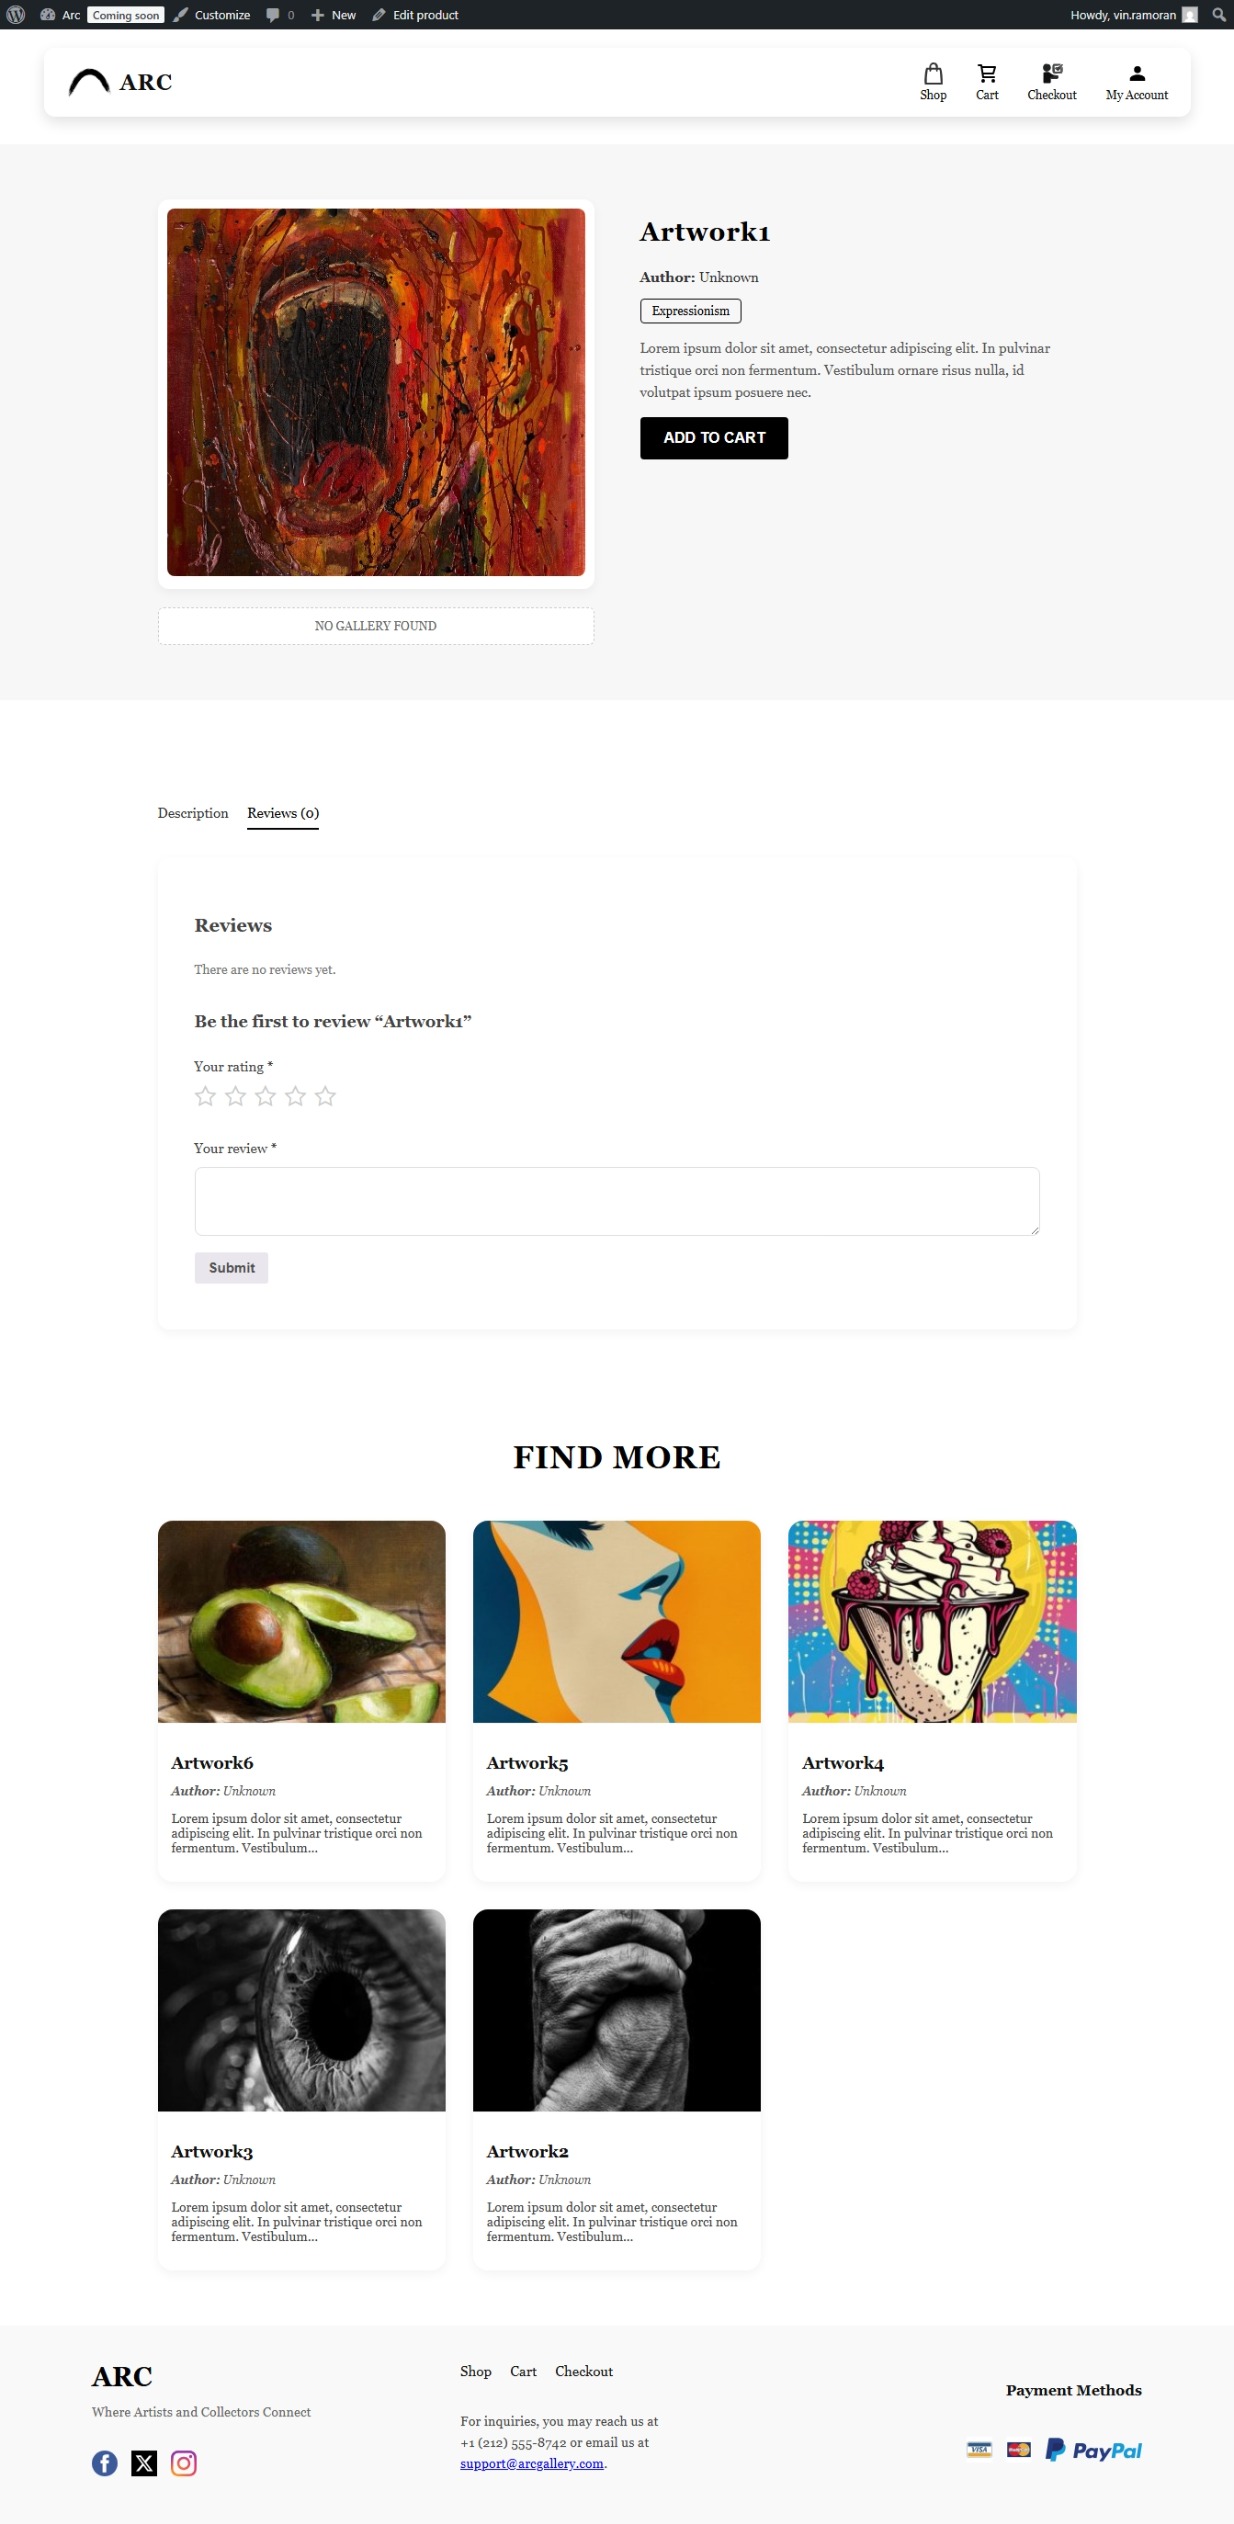 Arc Coming soon Customize 0 New Edit product Howdy, vin.ramoran
ARC
Shop Cart Checkout My Account
Artwork1
Author: Unknown
Expressionism
Lorem ipsum dolor sit amet, consectetur adipiscing elit. In pulvinar
tristique orci non fermentum. Vestibulum ornare risus nulla, id
volutpat ipsum posuere nec.
ADD TO CART
NO GALLERY FOUND
Description Reviews (0)
Reviews
There are no reviews yet.
Be the first to review “Artwork1”
Your rating *
Your review *
Submit
FIND MORE
Artwork6
Author: Unknown
Lorem ipsum dolor sit amet, consectetur
adipiscing elit. In pulvinar tristique orci non
fermentum. Vestibulum...
Artwork5
Author: Unknown
Lorem ipsum dolor sit amet, consectetur
adipiscing elit. In pulvinar tristique orci non
fermentum. Vestibulum...
Artwork4
Author: Unknown
Lorem ipsum dolor sit amet, consectetur
adipiscing elit. In pulvinar tristique orci non
fermentum. Vestibulum...
Artwork3
Author: Unknown
Lorem ipsum dolor sit amet, consectetur
adipiscing elit. In pulvinar tristique orci non
fermentum. Vestibulum...
Artwork2
Author: Unknown
Lorem ipsum dolor sit amet, consectetur
adipiscing elit. In pulvinar tristique orci non
fermentum. Vestibulum...
ARC
Where Artists and Collectors Connect
Shop Cart Checkout
For inquiries, you may reach us at
+1 (212) 555-8742 or email us at
support@arcgallery.com.
Payment Methods
VISA MasterCard PayPal